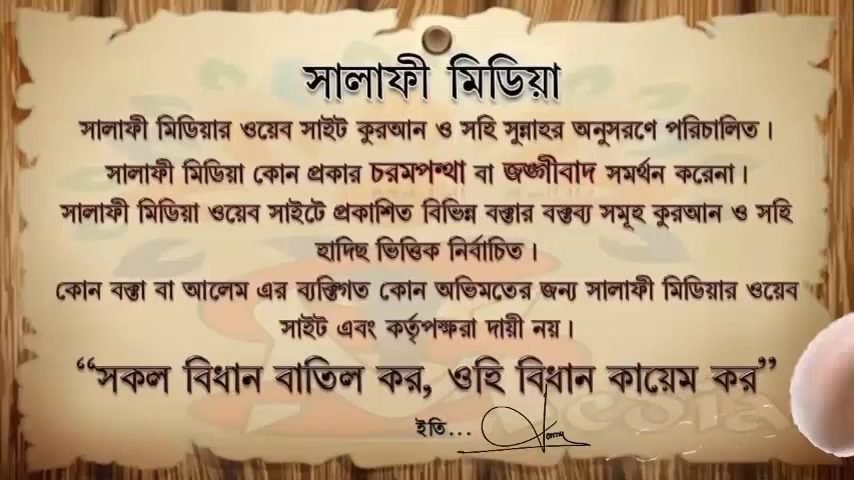 সালাফী মিডিয়া
সালাফী মিডিয়ার ওয়েব সাইট কুরআন ও সহি সুন্নাহর অনুসরণে পরিচালিত।
সালাফী মিডিয়া কোন প্রকার চরমপন্থা বা জঙ্গীবাদ সমর্থন করেনা।
সালাফী মিডিয়া ওয়েব সাইটে প্রকাশিত বিভিন্ন বক্তার বক্তব্য সমূহ কুরআন ও সহি
হাদিছ ভিত্তিক নির্বাচিত।
কোন বক্তা বা আলেম এর ব্যক্তিগত কোন অভিমতের জন্য সালাফী মিডিয়ার ওয়েব
সাইট এবং কর্তৃপক্ষরা দায়ী নয়।
“সকল বিধান বাতিল কর, ওহি বিধান কায়েম কর”
ইতি...